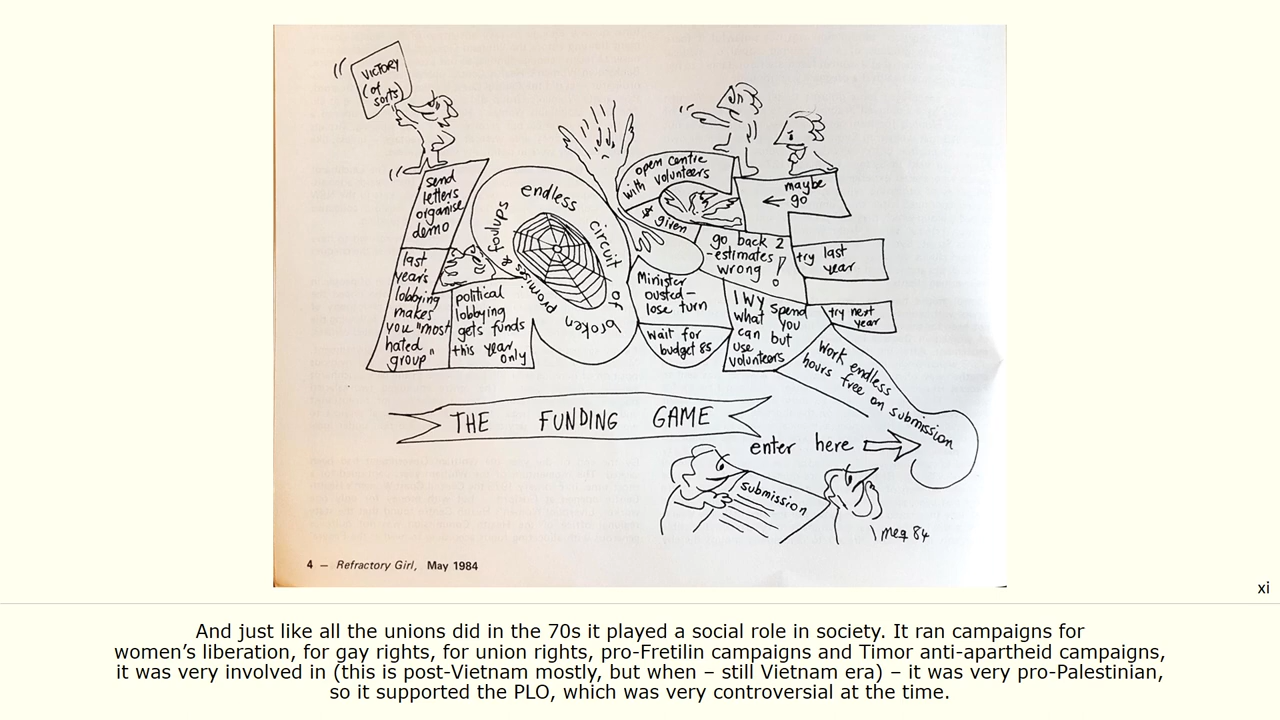 VICTORY
(of
sorts)
send
letters
organise
demo
last
year's
lobbying
makes
you "most
hated
group"
political
lobbying
gets funds
this year
only
endless circuit of broken promises & foulups
Minister
ousted—
lose turn
wait for
budget 85
open centre
with volunteers
$ given
go back 2
- estimates
wrong !
maybe
go
try last
year
try next
year
IWY spend
what you
can but
use
volunteers
Work endless
hours free on submission
THE FUNDING GAME
enter here
submission
84
4 — Refractory Girl, May 1984
xi
And just like all the unions did in the 70s it played a social role in society. It ran campaigns for
women's liberation, for gay rights, for union rights, pro-Fretilin campaigns and Timor anti-apartheid campaigns,
it was very involved in (this is post-Vietnam mostly, but when – still Vietnam era) – it was very pro-Palestinian,
so it supported the PLO, which was very controversial at the time.